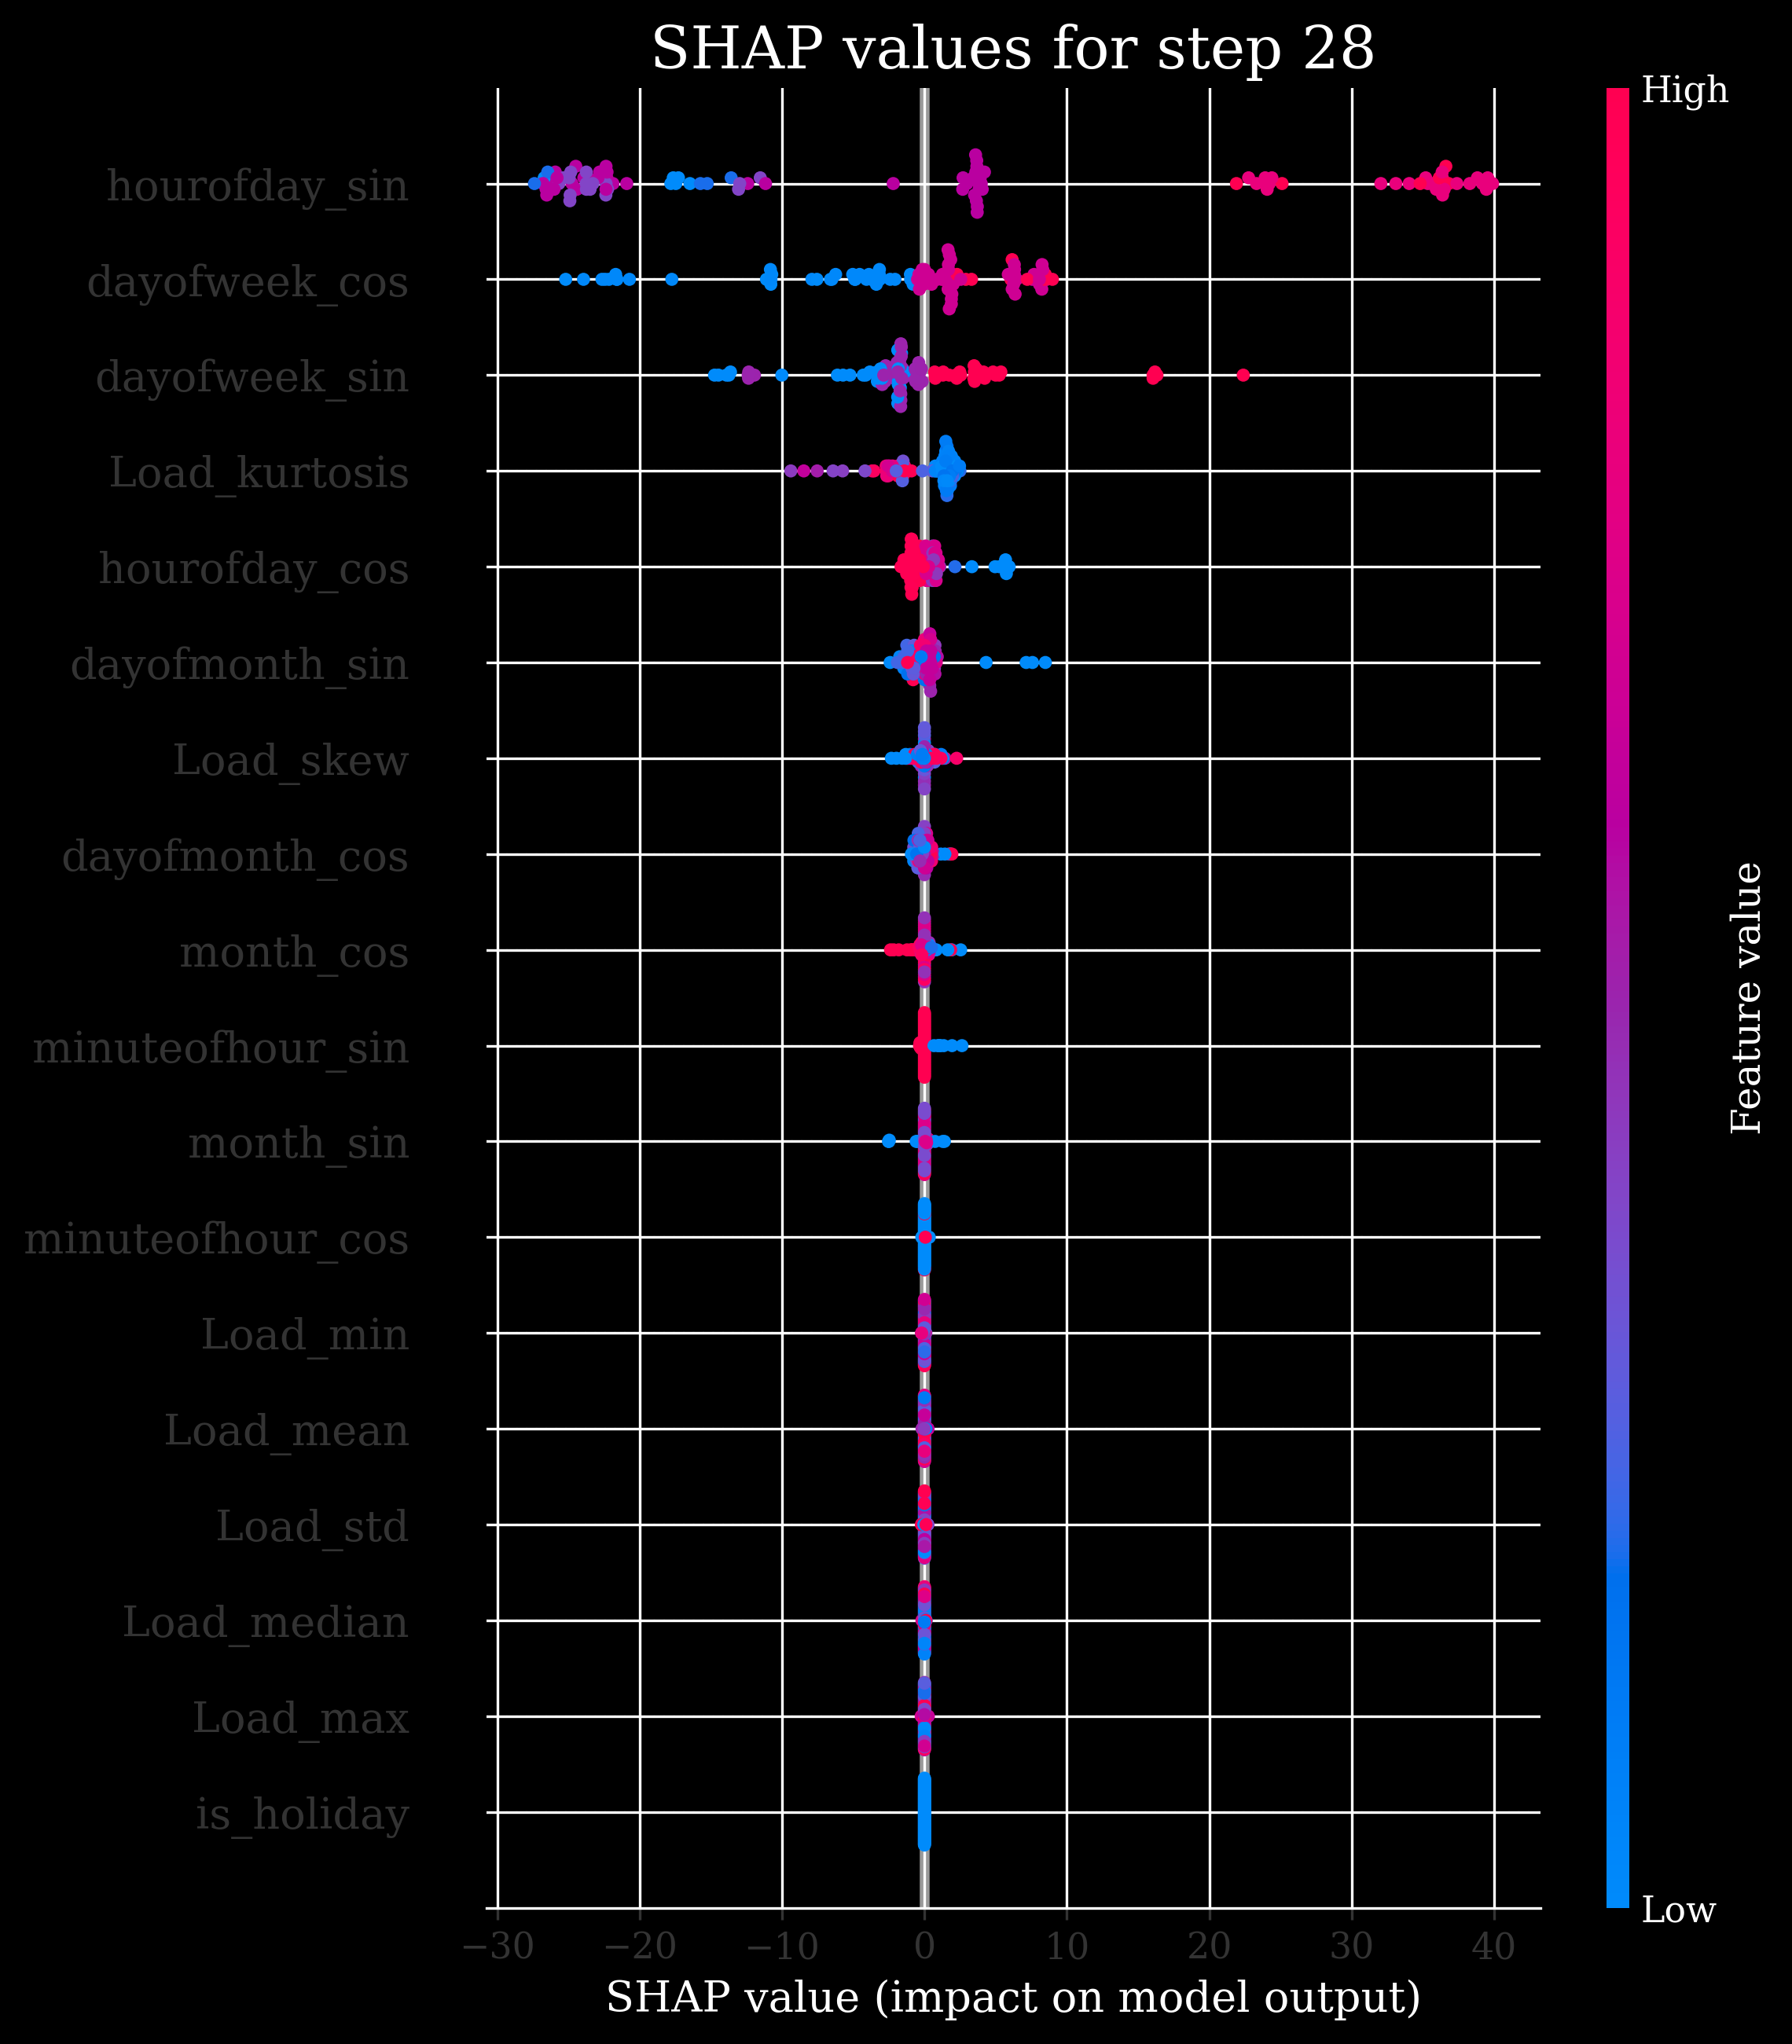 SHAP values for step 28
High
hourofday_sin
dayofweek_cos
dayofweek_sin
Load_kurtosis
hourofday_cos
dayofmonth_sin
Load_skew
dayofmonth_cos
month_cos
minuteofhour_sin
month_sin
minuteofhour_cos
Load_min
Load_mean
Load_std
Load_median
Load_max
is_holiday
Feature value
Low
−30 −20 −10 0 10 20 30 40
SHAP value (impact on model output)